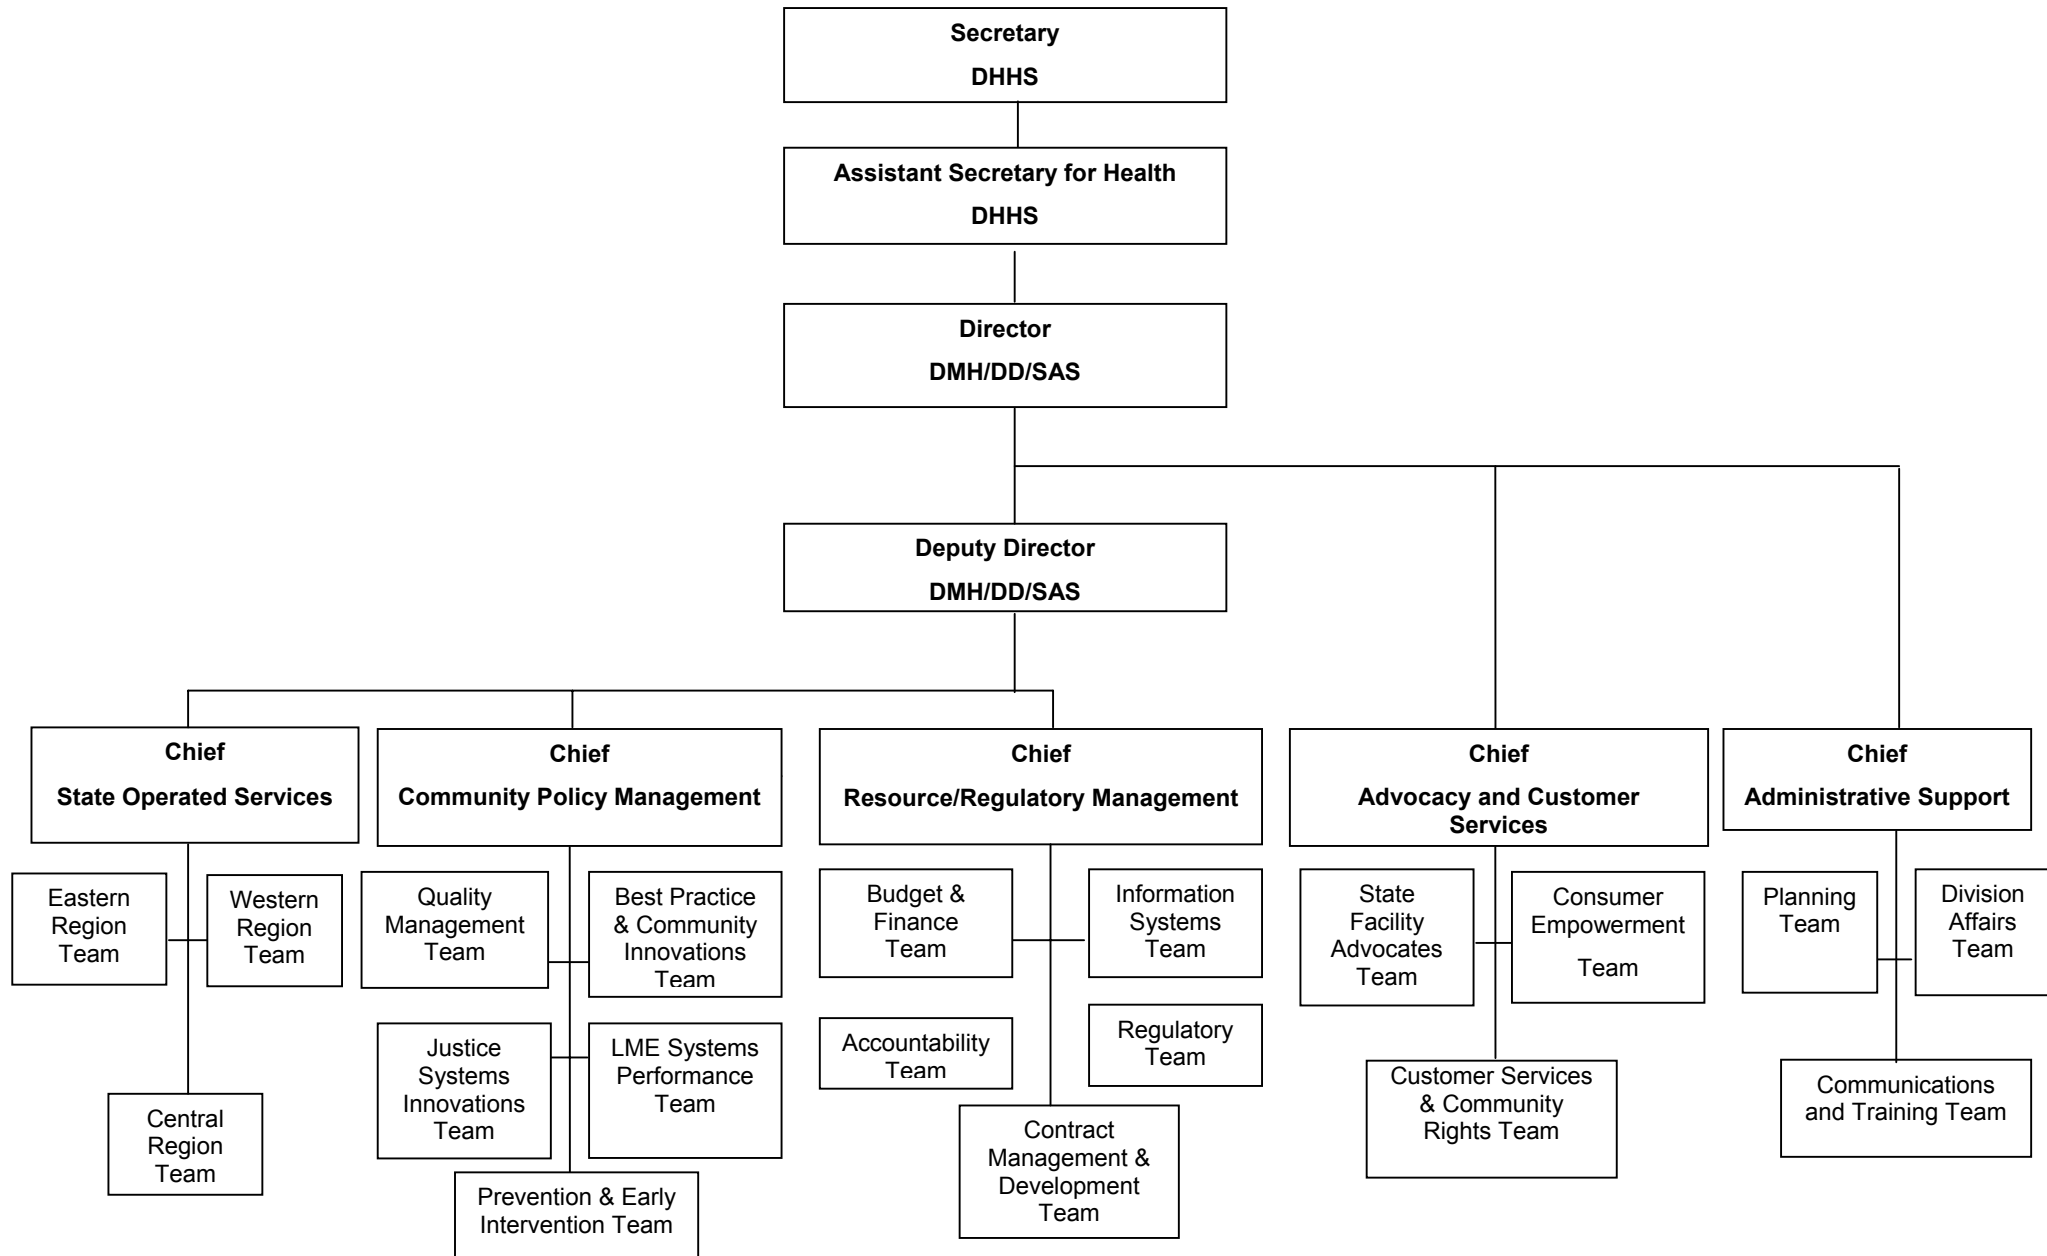 Secretary
DHHS
Assistant Secretary for Health
DHHS
Director
DMH/DD/SAS
Deputy Director
DMH/DD/SAS
Chief
State Operated Services
Chief
Community Policy Management
Chief
Resource/Regulatory Management
Chief
Advocacy and Customer
Services
Chief
Administrative Support
Eastern
Region
Team
Western
Region
Team
Central
Region
Team
Quality
Management
Team
Best Practice
& Community
Innovations
Team
Justice
Systems
Innovations
Team
LME Systems
Performance
Team
Prevention & Early
Intervention Team
Budget &
Finance
Team
Information
Systems
Team
Accountability
Team
Regulatory
Team
Contract
Management &
Development
Team
State
Facility
Advocates
Team
Consumer
Empowerment
Team
Customer Services
& Community
Rights Team
Planning
Team
Division
Affairs
Team
Communications
and Training Team